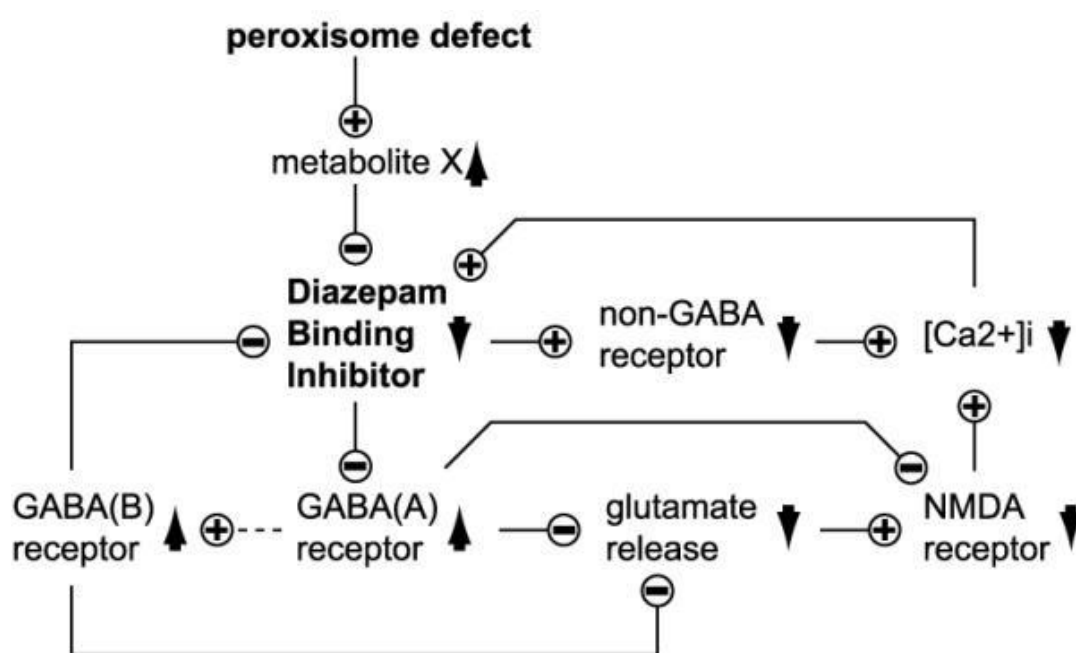 peroxisome defect
+
metabolite X
−
+
Diazepam
Binding
Inhibitor
−
+
non-GABA
receptor
+
[Ca2+]i
+
−
−
GABA(B)
receptor
+
GABA(A)
receptor
−
glutamate
release
+
NMDA
receptor
−